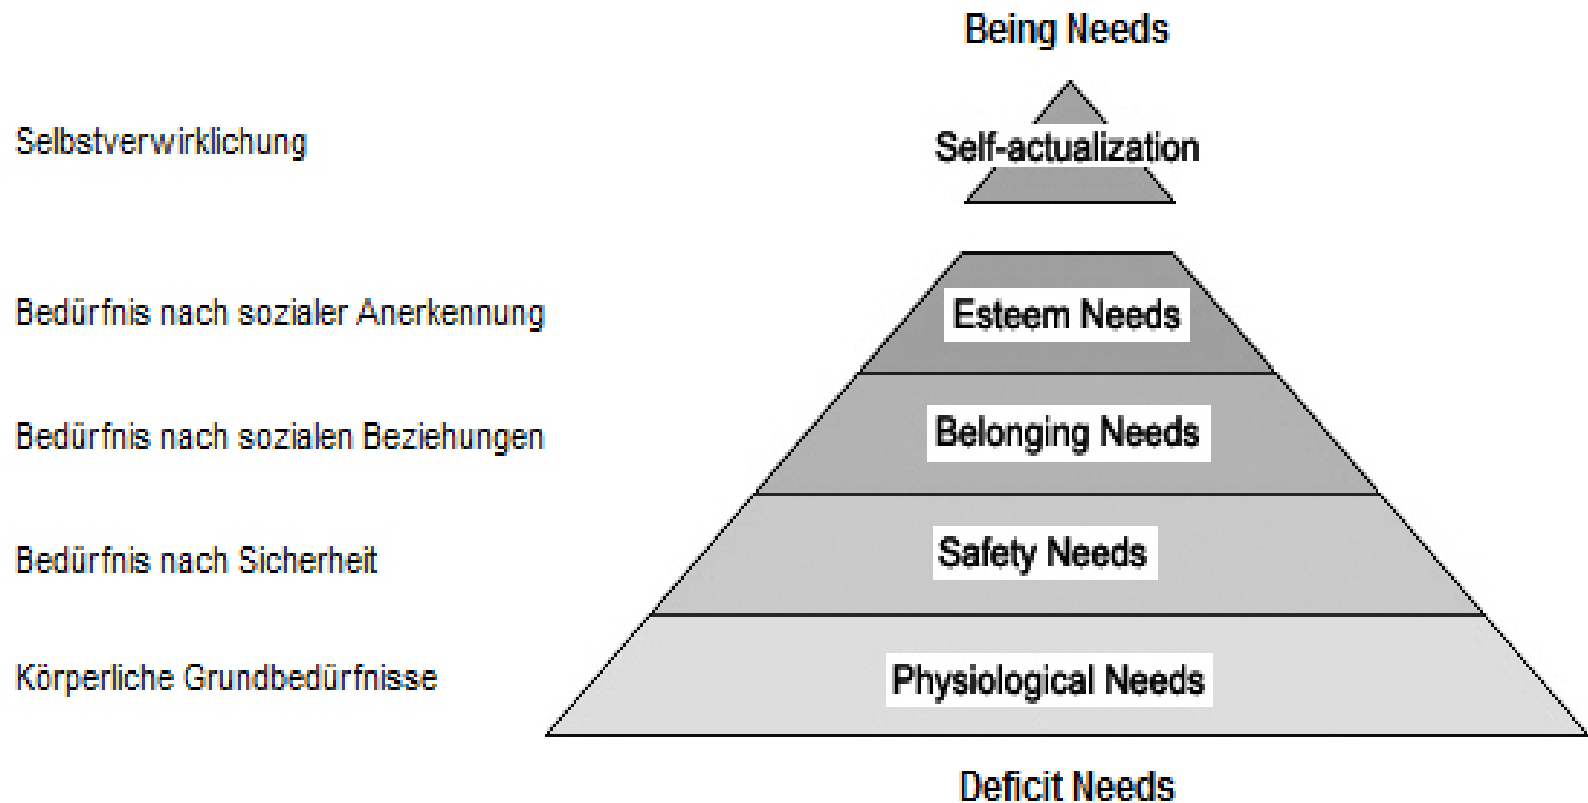 Being Needs
Selbstverwirklichung
Self-actualization
Bedürfnis nach sozialer Anerkennung
Esteem Needs
Bedürfnis nach sozialen Beziehungen
Belonging Needs
Bedürfnis nach Sicherheit
Safety Needs
Körperliche Grundbedürfnisse
Physiological Needs
Deficit Needs